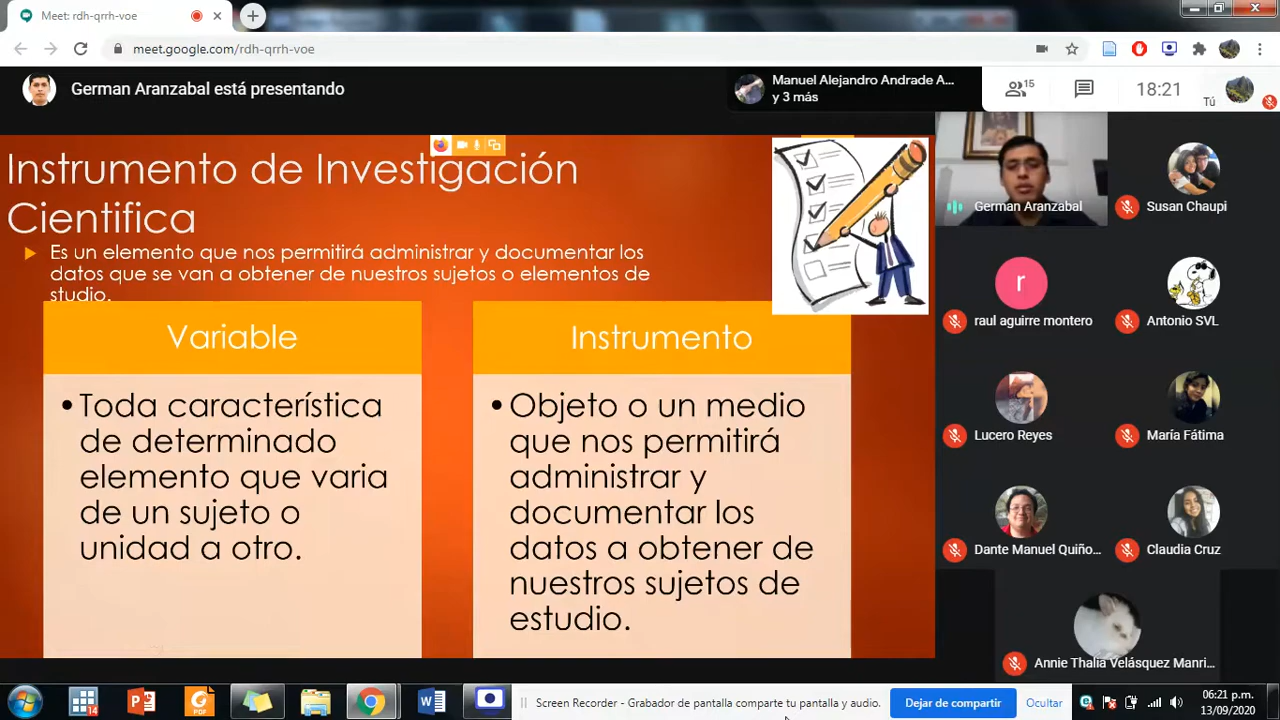 Meet: rdh-qrrh-voe
meet.google.com/rdh-qrrh-voe
German Aranzabal está presentando
Manuel Alejandro Andrade A...
y 3 más
15
18:21
Tú
Instrumento de Investigación
Cientifica
Es un elemento que nos permitirá administrar y documentar los
datos que se van a obtener de nuestros sujetos o elementos de
studio.
Variable
• Toda característica
de determinado
elemento que varia
de un sujeto o
unidad a otro.
Instrumento
• Objeto o un medio
que nos permitirá
administrar y
documentar los
datos a obtener de
nuestros sujetos de
estudio.
German Aranzabal
Susan Chaupi
r
raul aguirre montero
Antonio SVL
Lucero Reyes
María Fátima
Dante Manuel Quiño...
Claudia Cruz
Annie Thalia Velásquez Manri...
14
PDF
Screen Recorder - Grabador de pantalla comparte tu pantalla y audio.
Dejar de compartir
Ocultar
06:21 p.m.
13/09/2020